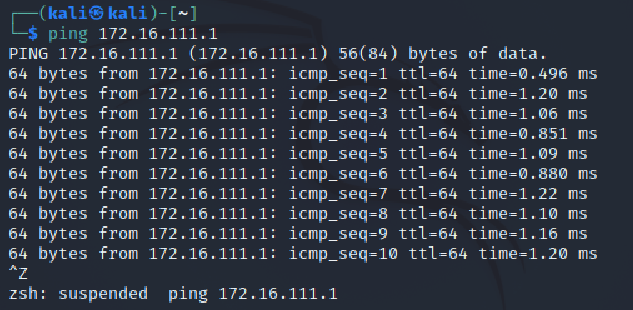 ┌──(kali㉿kali)-[~]
└─$ ping 172.16.111.1
PING 172.16.111.1 (172.16.111.1) 56(84) bytes of data.
64 bytes from 172.16.111.1: icmp_seq=1 ttl=64 time=0.496 ms
64 bytes from 172.16.111.1: icmp_seq=2 ttl=64 time=1.20 ms
64 bytes from 172.16.111.1: icmp_seq=3 ttl=64 time=1.06 ms
64 bytes from 172.16.111.1: icmp_seq=4 ttl=64 time=0.851 ms
64 bytes from 172.16.111.1: icmp_seq=5 ttl=64 time=1.09 ms
64 bytes from 172.16.111.1: icmp_seq=6 ttl=64 time=0.880 ms
64 bytes from 172.16.111.1: icmp_seq=7 ttl=64 time=1.22 ms
64 bytes from 172.16.111.1: icmp_seq=8 ttl=64 time=1.10 ms
64 bytes from 172.16.111.1: icmp_seq=9 ttl=64 time=1.16 ms
64 bytes from 172.16.111.1: icmp_seq=10 ttl=64 time=1.20 ms
^Z
zsh: suspended  ping 172.16.111.1